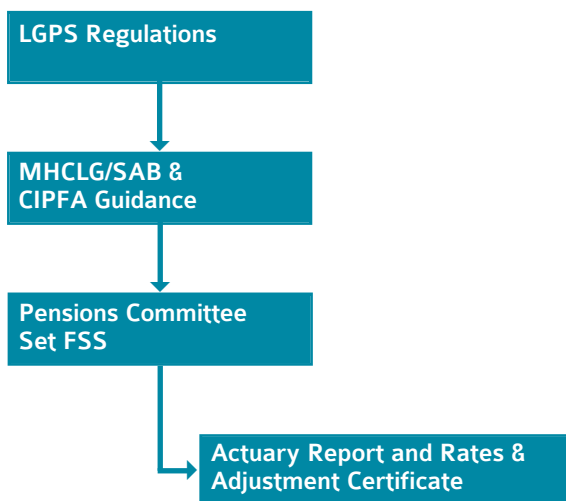 LGPS Regulations
MHCLG/SAB &
CIPFA Guidance
Pensions Committee
Set FSS
Actuary Report and Rates &
Adjustment Certificate